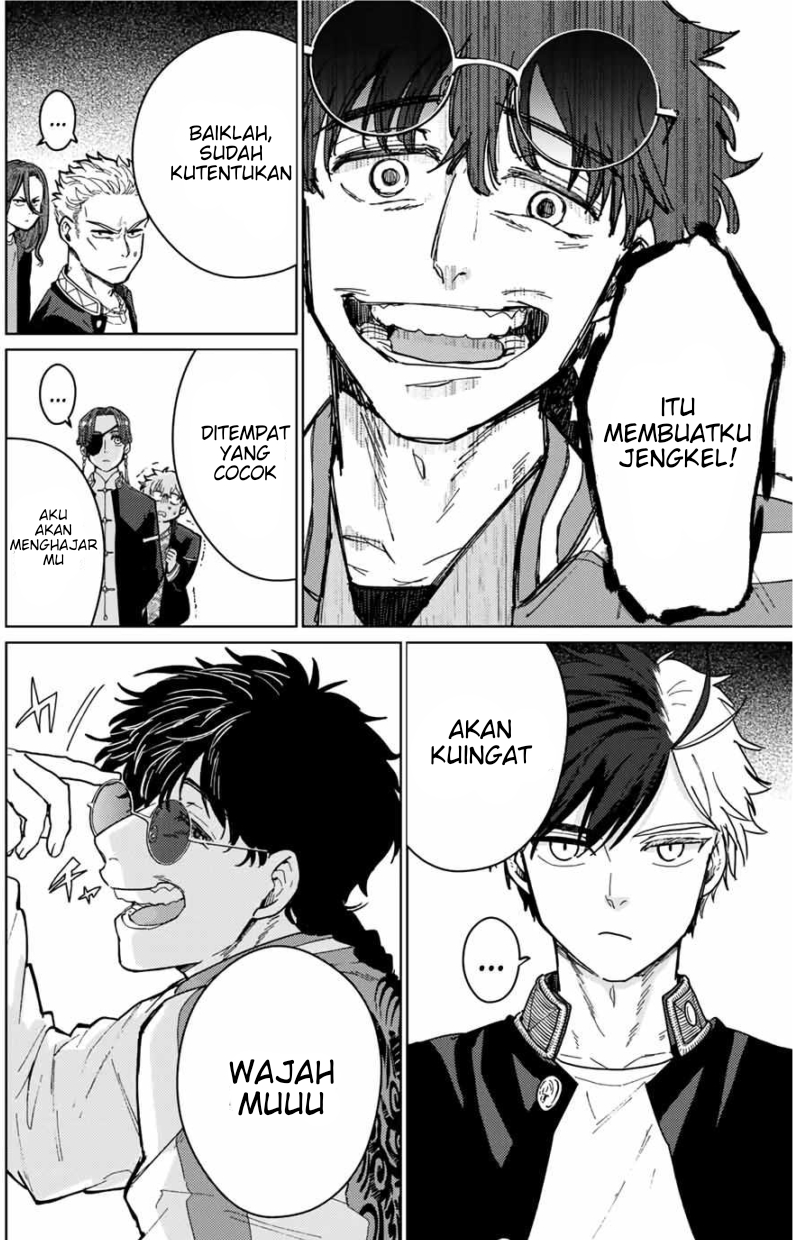 ITU
MEMBUATKU
JENGKEL!
BAIKLAH,
SUDAH
KUTENTUKAN
...
DITEMPAT
YANG
COCOK
...
AKU
AKAN
MENGHAJAR
MU
AKAN
KUINGAT
...
WAJAH
MUUU